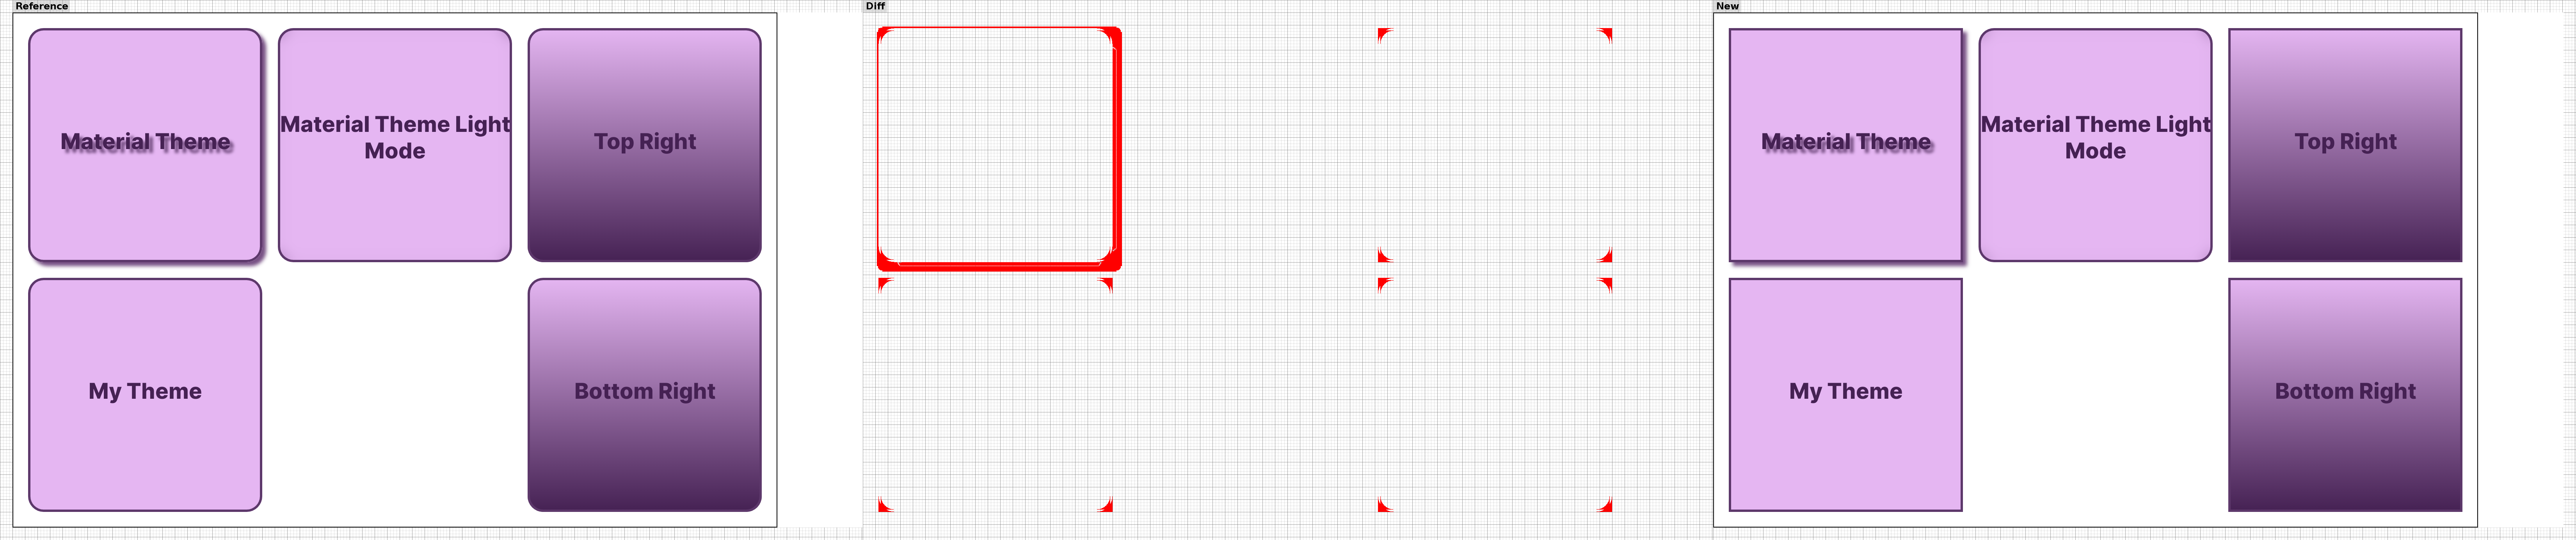 Reference
Diff
New
Material Theme
Material Theme Light
Mode
Top Right
My Theme
Bottom Right
Material Theme
Material Theme Light
Mode
Top Right
My Theme
Bottom Right